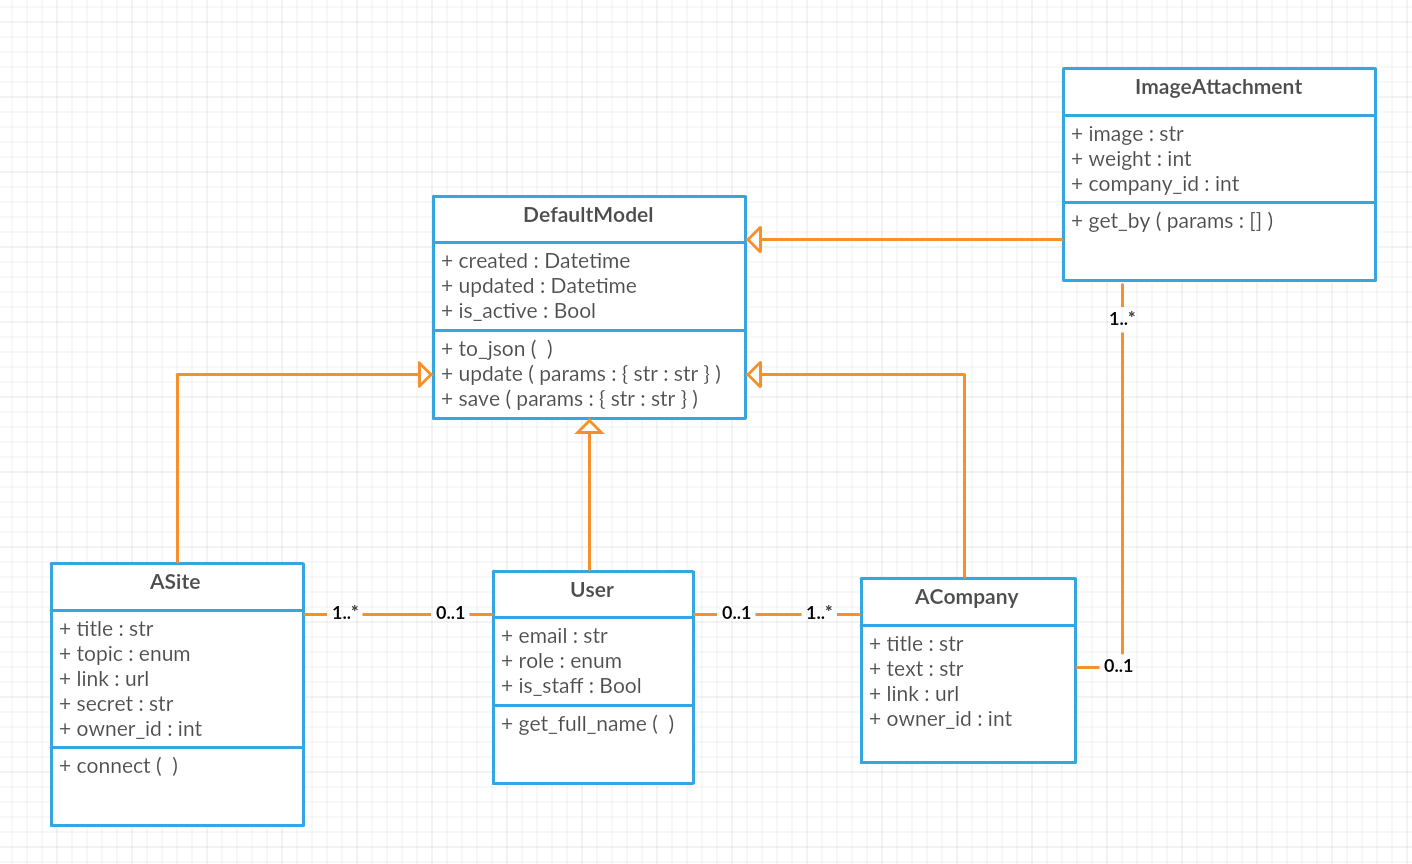 ImageAttachment
+ image : str
+ weight : int
+ company_id : int
+ get_by ( params : [] )
DefaultModel
+ created : Datetime
+ updated : Datetime
+ is_active : Bool
+ to_json (  )
+ update ( params : { str : str } )
+ save ( params : { str : str } )
1..*
ASite
+ title : str
+ topic : enum
+ link : url
+ secret : str
+ owner_id : int
+ connect (  )
1..*
0..1
User
+ email : str
+ role : enum
+ is_staff : Bool
+ get_full_name (  )
0..1
1..*
ACompany
+ title : str
+ text : str
+ link : url
+ owner_id : int
0..1